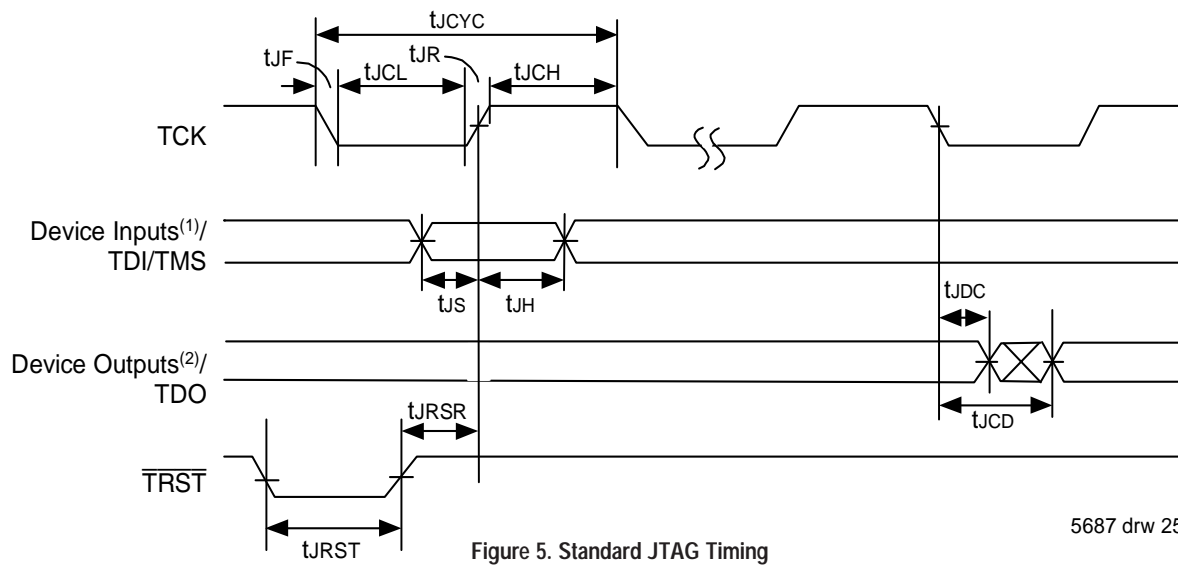 tJCYC
tJF
tJR
tJCL
tJCH
TCK
Device Inputs(1)/
TDI/TMS
tJS
tJH
tJDC
Device Outputs(2)/
TDO
tJRSR
tJCD
TRST
tJRST
5687 drw 25
Figure 5. Standard JTAG Timing